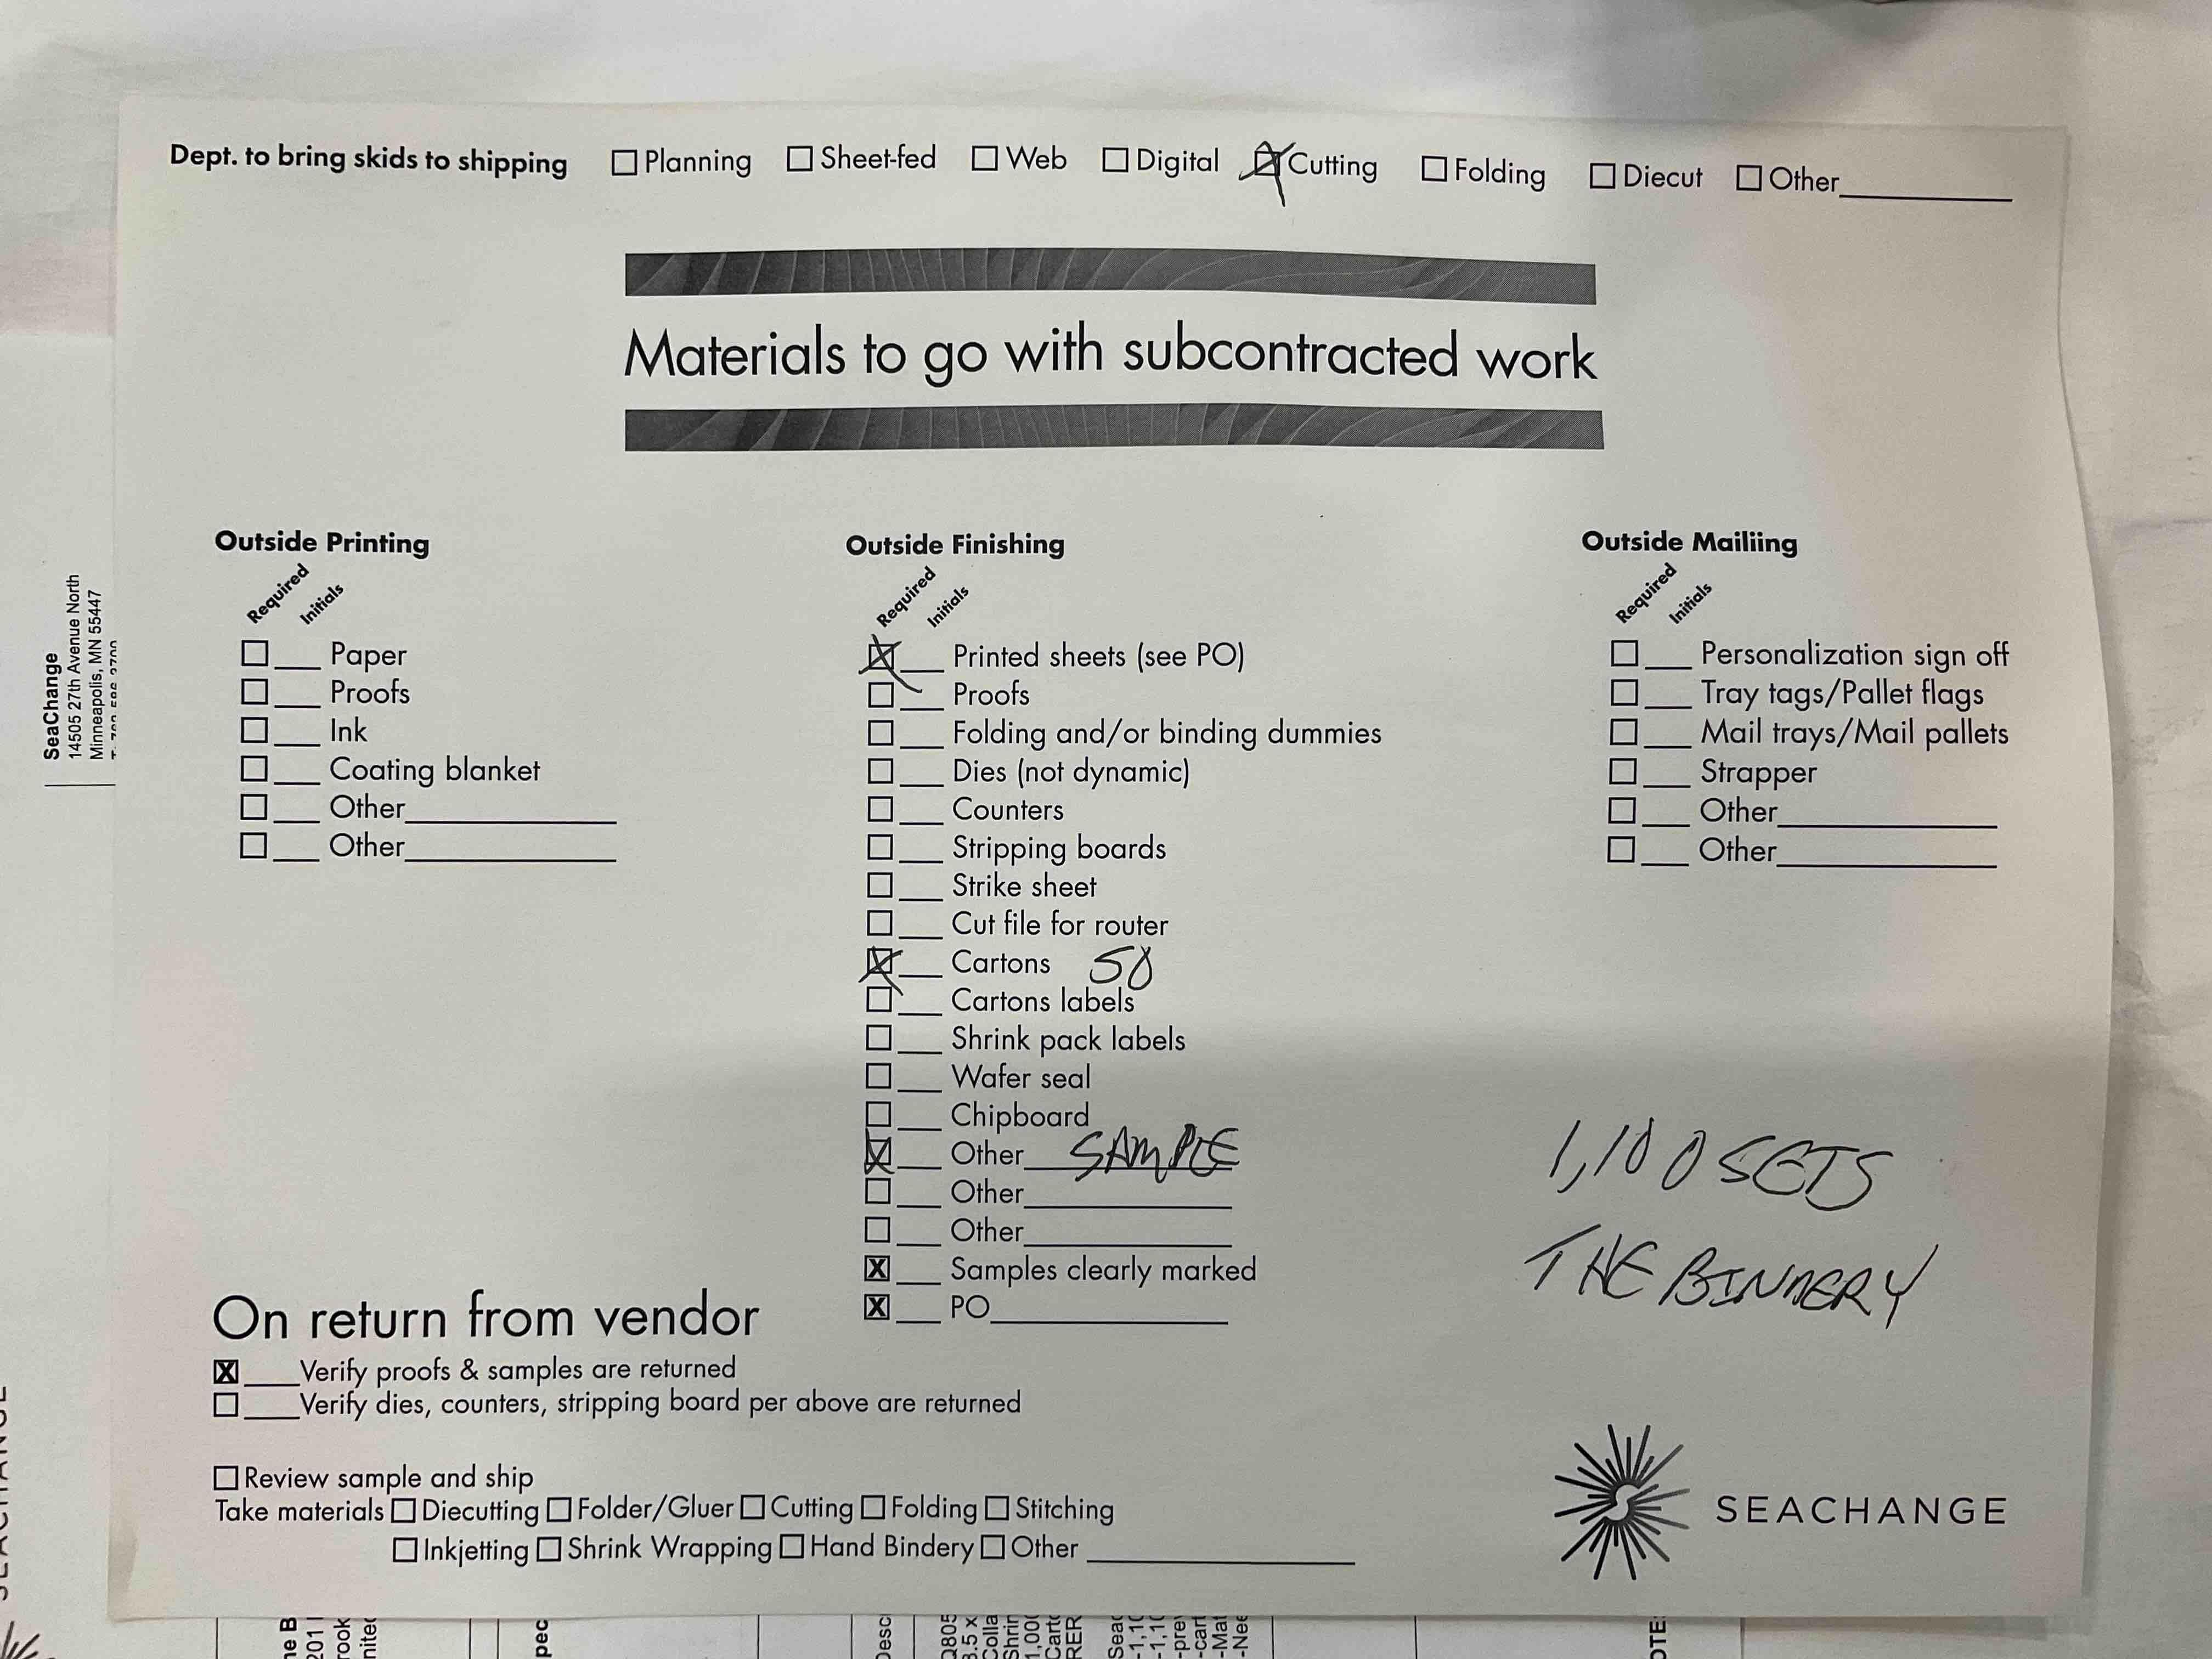 Dept. to bring skids to shipping ☐ Planning ☐ Sheet-fed ☐ Web ☐ Digital ☒ Cutting ☐ Folding ☐ Diecut ☐ Other
Materials to go with subcontracted work
Outside Printing
Required Initials
☐ Paper
☐ Proofs
☐ Ink
☐ Coating blanket
☐ Other
☐ Other
Outside Finishing
Required Initials
☒ Printed sheets (see PO)
☐ Proofs
☐ Folding and/or binding dummies
☐ Dies (not dynamic)
☐ Counters
☐ Stripping boards
☐ Strike sheet
☐ Cut file for router
☒ Cartons 50
☐ Cartons labels
☐ Shrink pack labels
☐ Wafer seal
☐ Chipboard
☒ Other SAMPLE
☐ Other
☐ Other
☒ Samples clearly marked
☒ PO
Outside Mailiing
Required Initials
☐ Personalization sign off
☐ Tray tags/Pallet flags
☐ Mail trays/Mail pallets
☐ Strapper
☐ Other
☐ Other
1,100 SETS
THE BINDERY
On return from vendor
☒ Verify proofs & samples are returned
☐ Verify dies, counters, stripping board per above are returned
☐ Review sample and ship
Take materials ☐ Diecutting ☐ Folder/Gluer ☐ Cutting ☐ Folding ☐ Stitching
☐ Inkjetting ☐ Shrink Wrapping ☐ Hand Bindery ☐ Other
SEACHANGE
SeaChange
14505 27th Avenue North
Minneapolis, MN 55447